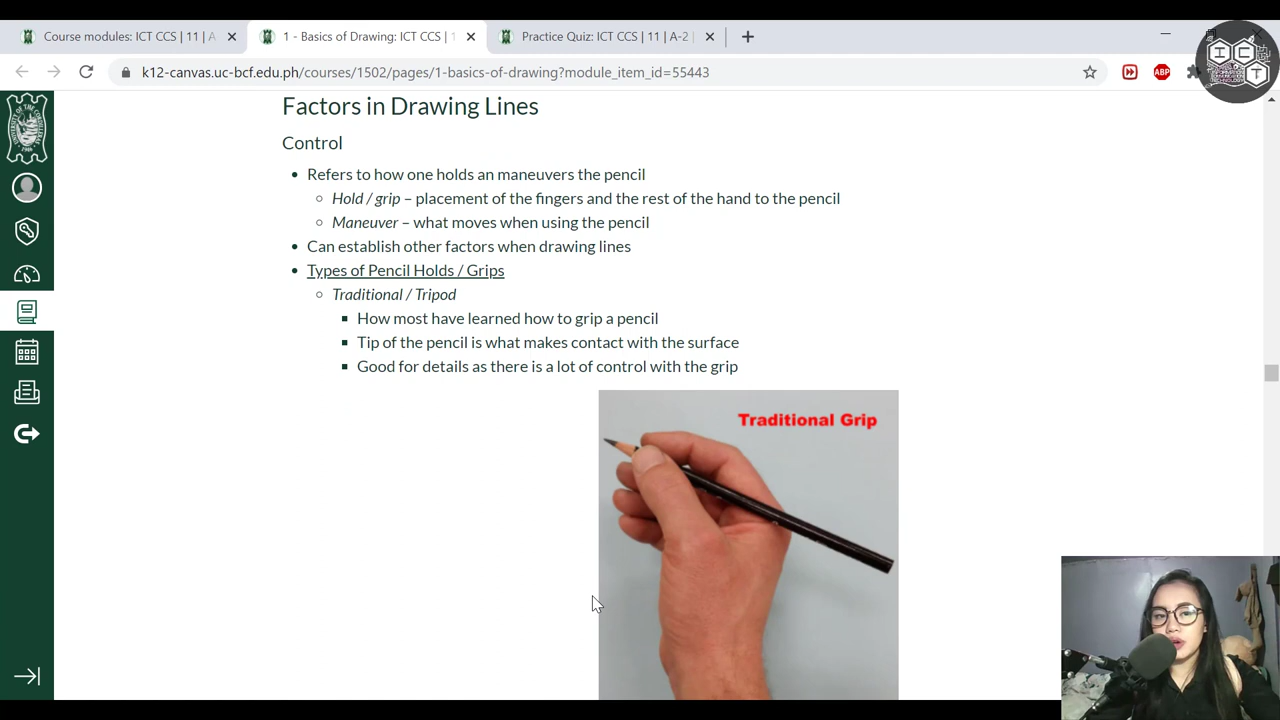 Course modules: ICT CCS | 11 | A
1 - Basics of Drawing: ICT CCS | 1
Practice Quiz: ICT CCS | 11 | A-2 |
k12-canvas.uc-bcf.edu.ph/courses/1502/pages/1-basics-of-drawing?module_item_id=55443
ABP
ICT
Factors in Drawing Lines
Control
Refers to how one holds an maneuvers the pencil
Hold / grip – placement of the fingers and the rest of the hand to the pencil
Maneuver – what moves when using the pencil
Can establish other factors when drawing lines
Types of Pencil Holds / Grips
Traditional / Tripod
How most have learned how to grip a pencil
Tip of the pencil is what makes contact with the surface
Good for details as there is a lot of control with the grip
Traditional Grip